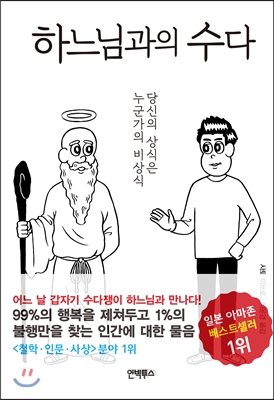 하느님과의 수다
당신의 상식은
누군가의 비상식
어느 날 갑자기 수다쟁이 하느님과 만나다!
99%의 행복을 제쳐두고 1%의
불행만을 찾는 인간에 대한 물음
<철학·인문·사상> 분야 1위
일본 아마존
베스트셀러
1위
인빅투스